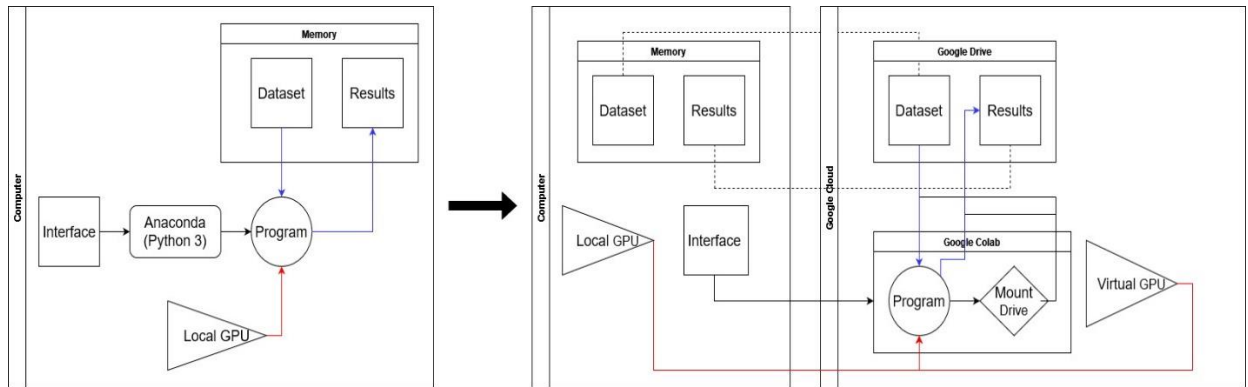 Computer
Memory
Dataset
Results
Interface
Anaconda
(Python 3)
Program
Local GPU
Computer
Memory
Dataset
Results
Local GPU
Interface
Google Cloud
Google Drive
Dataset
Results
Google Colab
Program
Mount
Drive
Virtual GPU